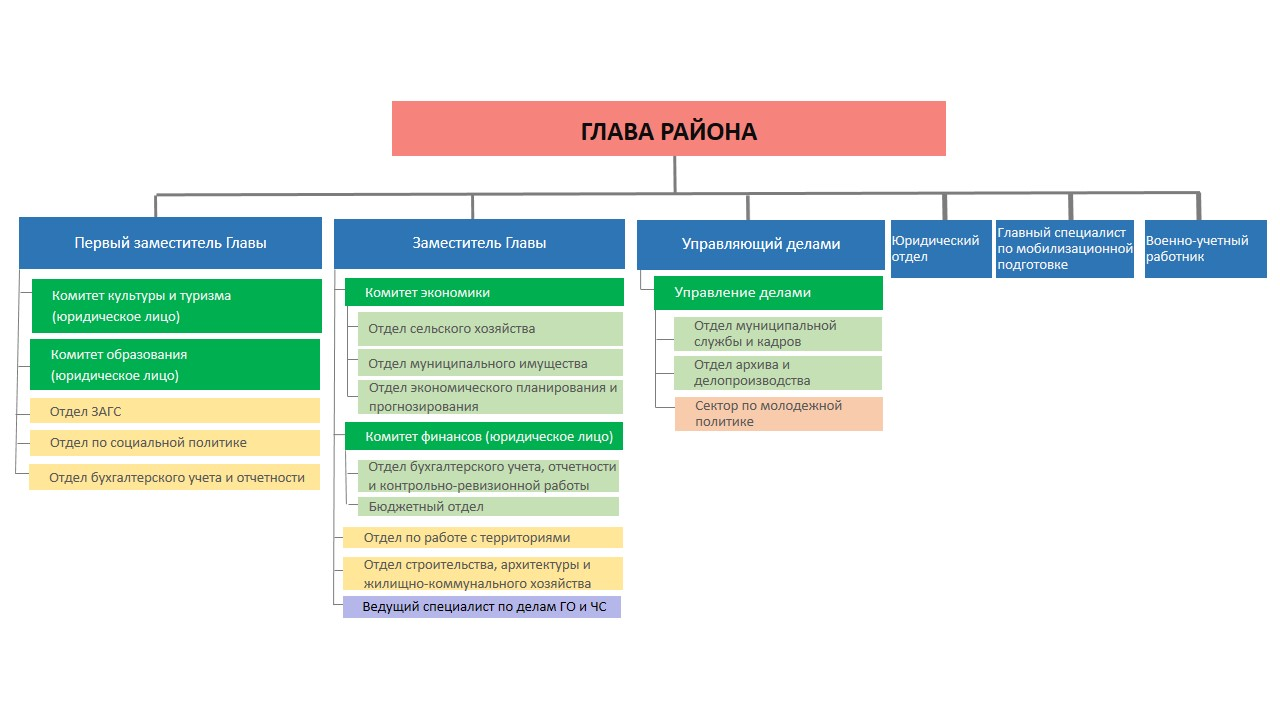 ГЛАВА РАЙОНА
Первый заместитель Главы
Комитет культуры и туризма
(юридическое лицо)
Комитет образования
(юридическое лицо)
Отдел ЗАГС
Отдел по социальной политике
Отдел бухгалтерского учета и отчетности
Заместитель Главы
Комитет экономики
Отдел сельского хозяйства
Отдел муниципального имущества
Отдел экономического планирования и
прогнозирования
Комитет финансов (юридическое лицо)
Отдел бухгалтерского учета, отчетности
и контрольно-ревизионной работы
Бюджетный отдел
Отдел по работе с территориями
Отдел строительства, архитектуры и
жилищно-коммунального хозяйства
Ведущий специалист по делам ГО и ЧС
Управляющий делами
Управление делами
Отдел муниципальной
службы и кадров
Отдел архива и
делопроизводства
Сектор по молодежной
политике
Юридический
отдел
Главный специалист
по мобилизационной
подготовке
Военно-учетный
работник